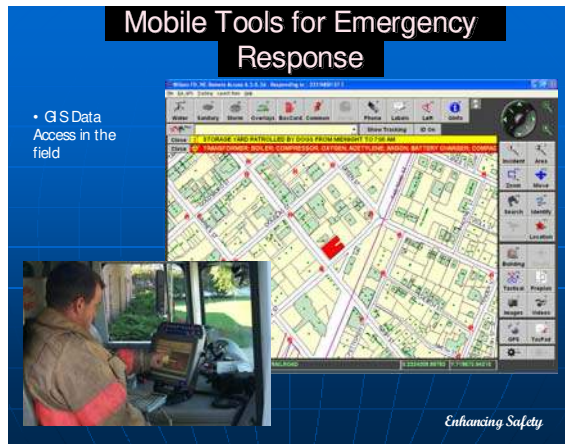 Mobile Tools for Emergency
Response
• GIS Data
Access in the
field
Water Sanitary Storm Overlays Common Phone Labels Left
Show Tracking ID On
Close STORAGE YARD PATROLLED BY DOGS FROM MIDNIGHT TO 7:00 AM
Close TRANSFORMER; BOILER; COMPRESSOR; OXYGEN; ACETYLENE; ARGON; BATTERY CHARGER; COMPAC
Incident Area
Zoom Move
Search Identify
Location
Building
Tactical Preplan
Images Videos
GPS
Enhancing Safety